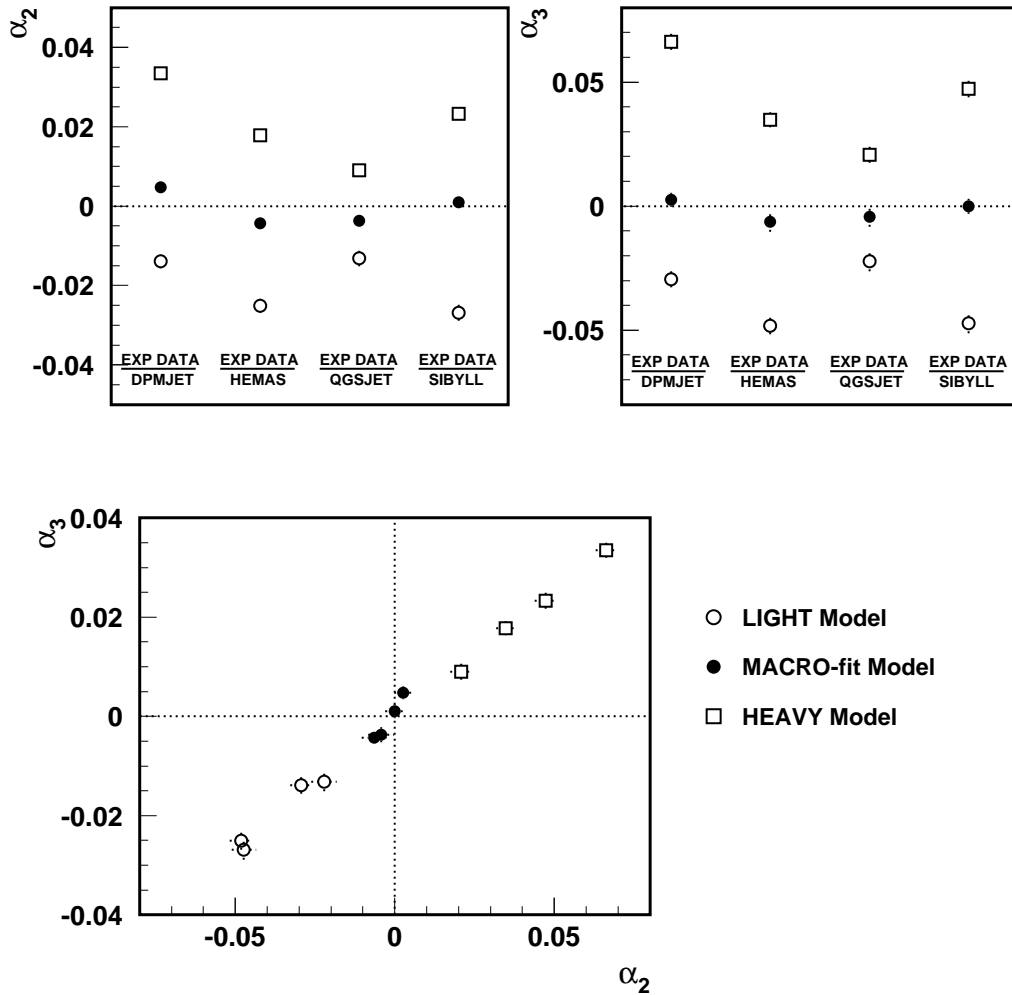 α2
0.04
0.02
0
-0.02
-0.04
EXP DATA EXP DATA EXP DATA EXP DATA
DPMJET HEMAS QGSJET SIBYLL
α3
0.05
0
-0.05
EXP DATA EXP DATA EXP DATA EXP DATA
DPMJET HEMAS QGSJET SIBYLL
α3
0.04
0.02
0
-0.02
-0.04
-0.05 0 0.05
α2
LIGHT Model
MACRO-fit Model
HEAVY Model